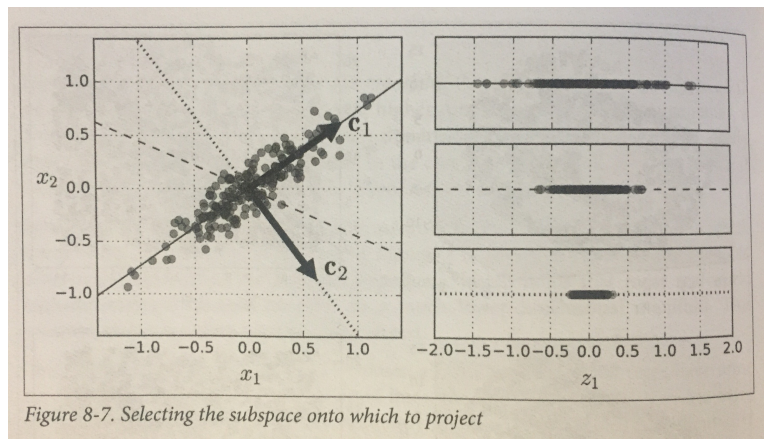 1.0
0.5
x₂ 0.0
−0.5
−1.0
−1.0 −0.5 0.0 0.5 1.0
x₁
c₁
c₂
−2.0 −1.5 −1.0 −0.5 0.0 0.5 1.0 1.5 2.0
z₁
Figure 8-7. Selecting the subspace onto which to project